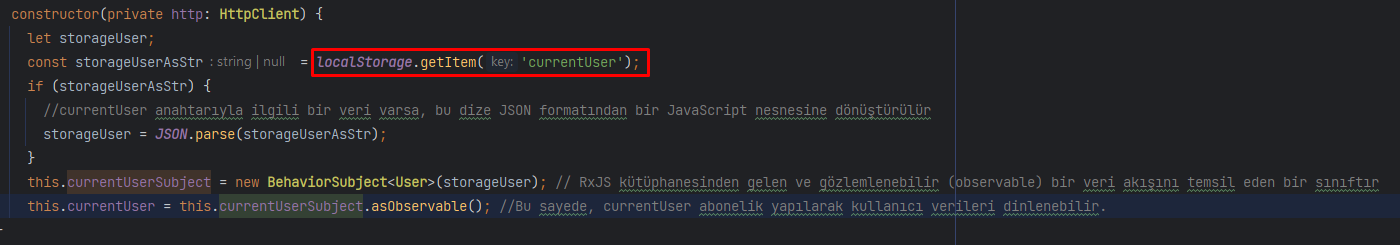 constructor(private http: HttpClient) {
let storageUser;
const storageUserAsStr : string | null = localStorage.getItem( key: 'currentUser');
if (storageUserAsStr) {
//currentUser anahtarıyla ilgili bir veri varsa, bu dize JSON formatından bir JavaScript nesnesine dönüştürülür
storageUser = JSON.parse(storageUserAsStr);
}
this.currentUserSubject = new BehaviorSubject<User>(storageUser); // RxJS kütüphanesinden gelen ve gözlemlenebilir (observable) bir veri akışını temsil eden bir sınıftır
this.currentUser = this.currentUserSubject.asObservable(); //Bu sayede, currentUser abonelik yapılarak kullanıcı verileri dinlenebilir.